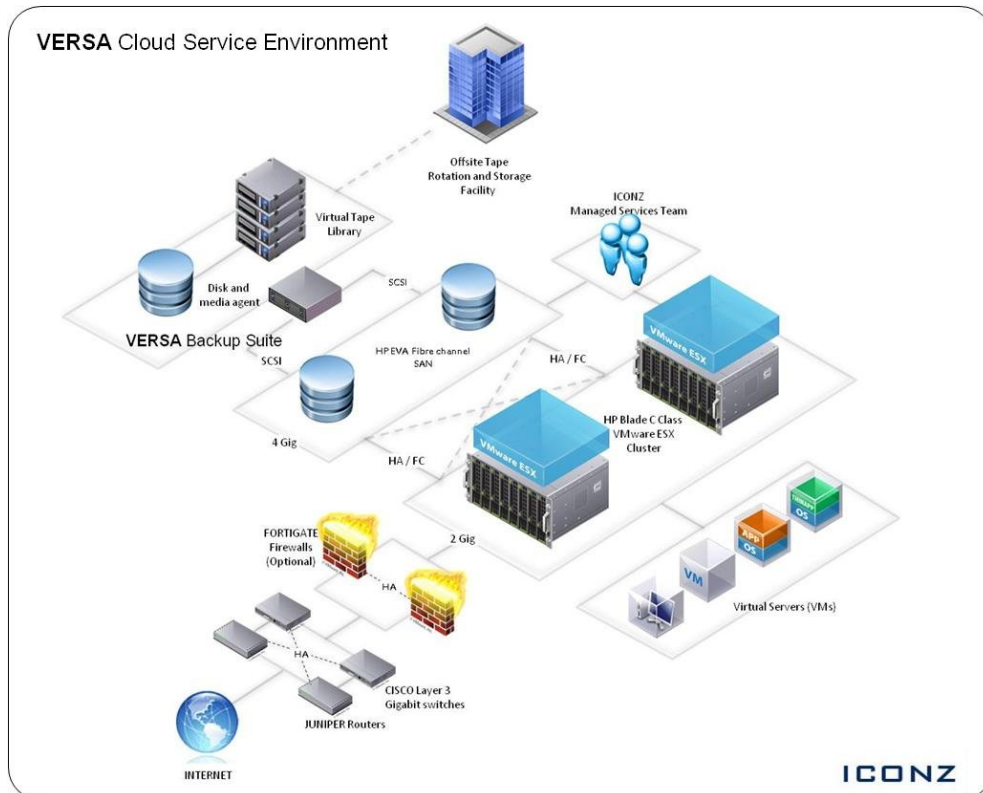 VERSA Cloud Service Environment
Offsite Tape
Rotation and Storage
Facility
ICONZ
Managed Services Team
Virtual Tape
Library
Disk and
media agent
SCSI
VERSA Backup Suite
SCSI
HP EVA Fibre channel
SAN
VMware ESX
HA / FC
HP Blade C Class
VMware ESX
Cluster
VMware ESX
4 Gig
HA / FC
2 Gig
FORTIGATE
Firewalls
(Optional)
HA
THINAPP
OS
APP
OS
VM
Virtual Servers (VMs)
HA
CISCO Layer 3
Gigabit switches
JUNIPER Routers
INTERNET
ICONZ